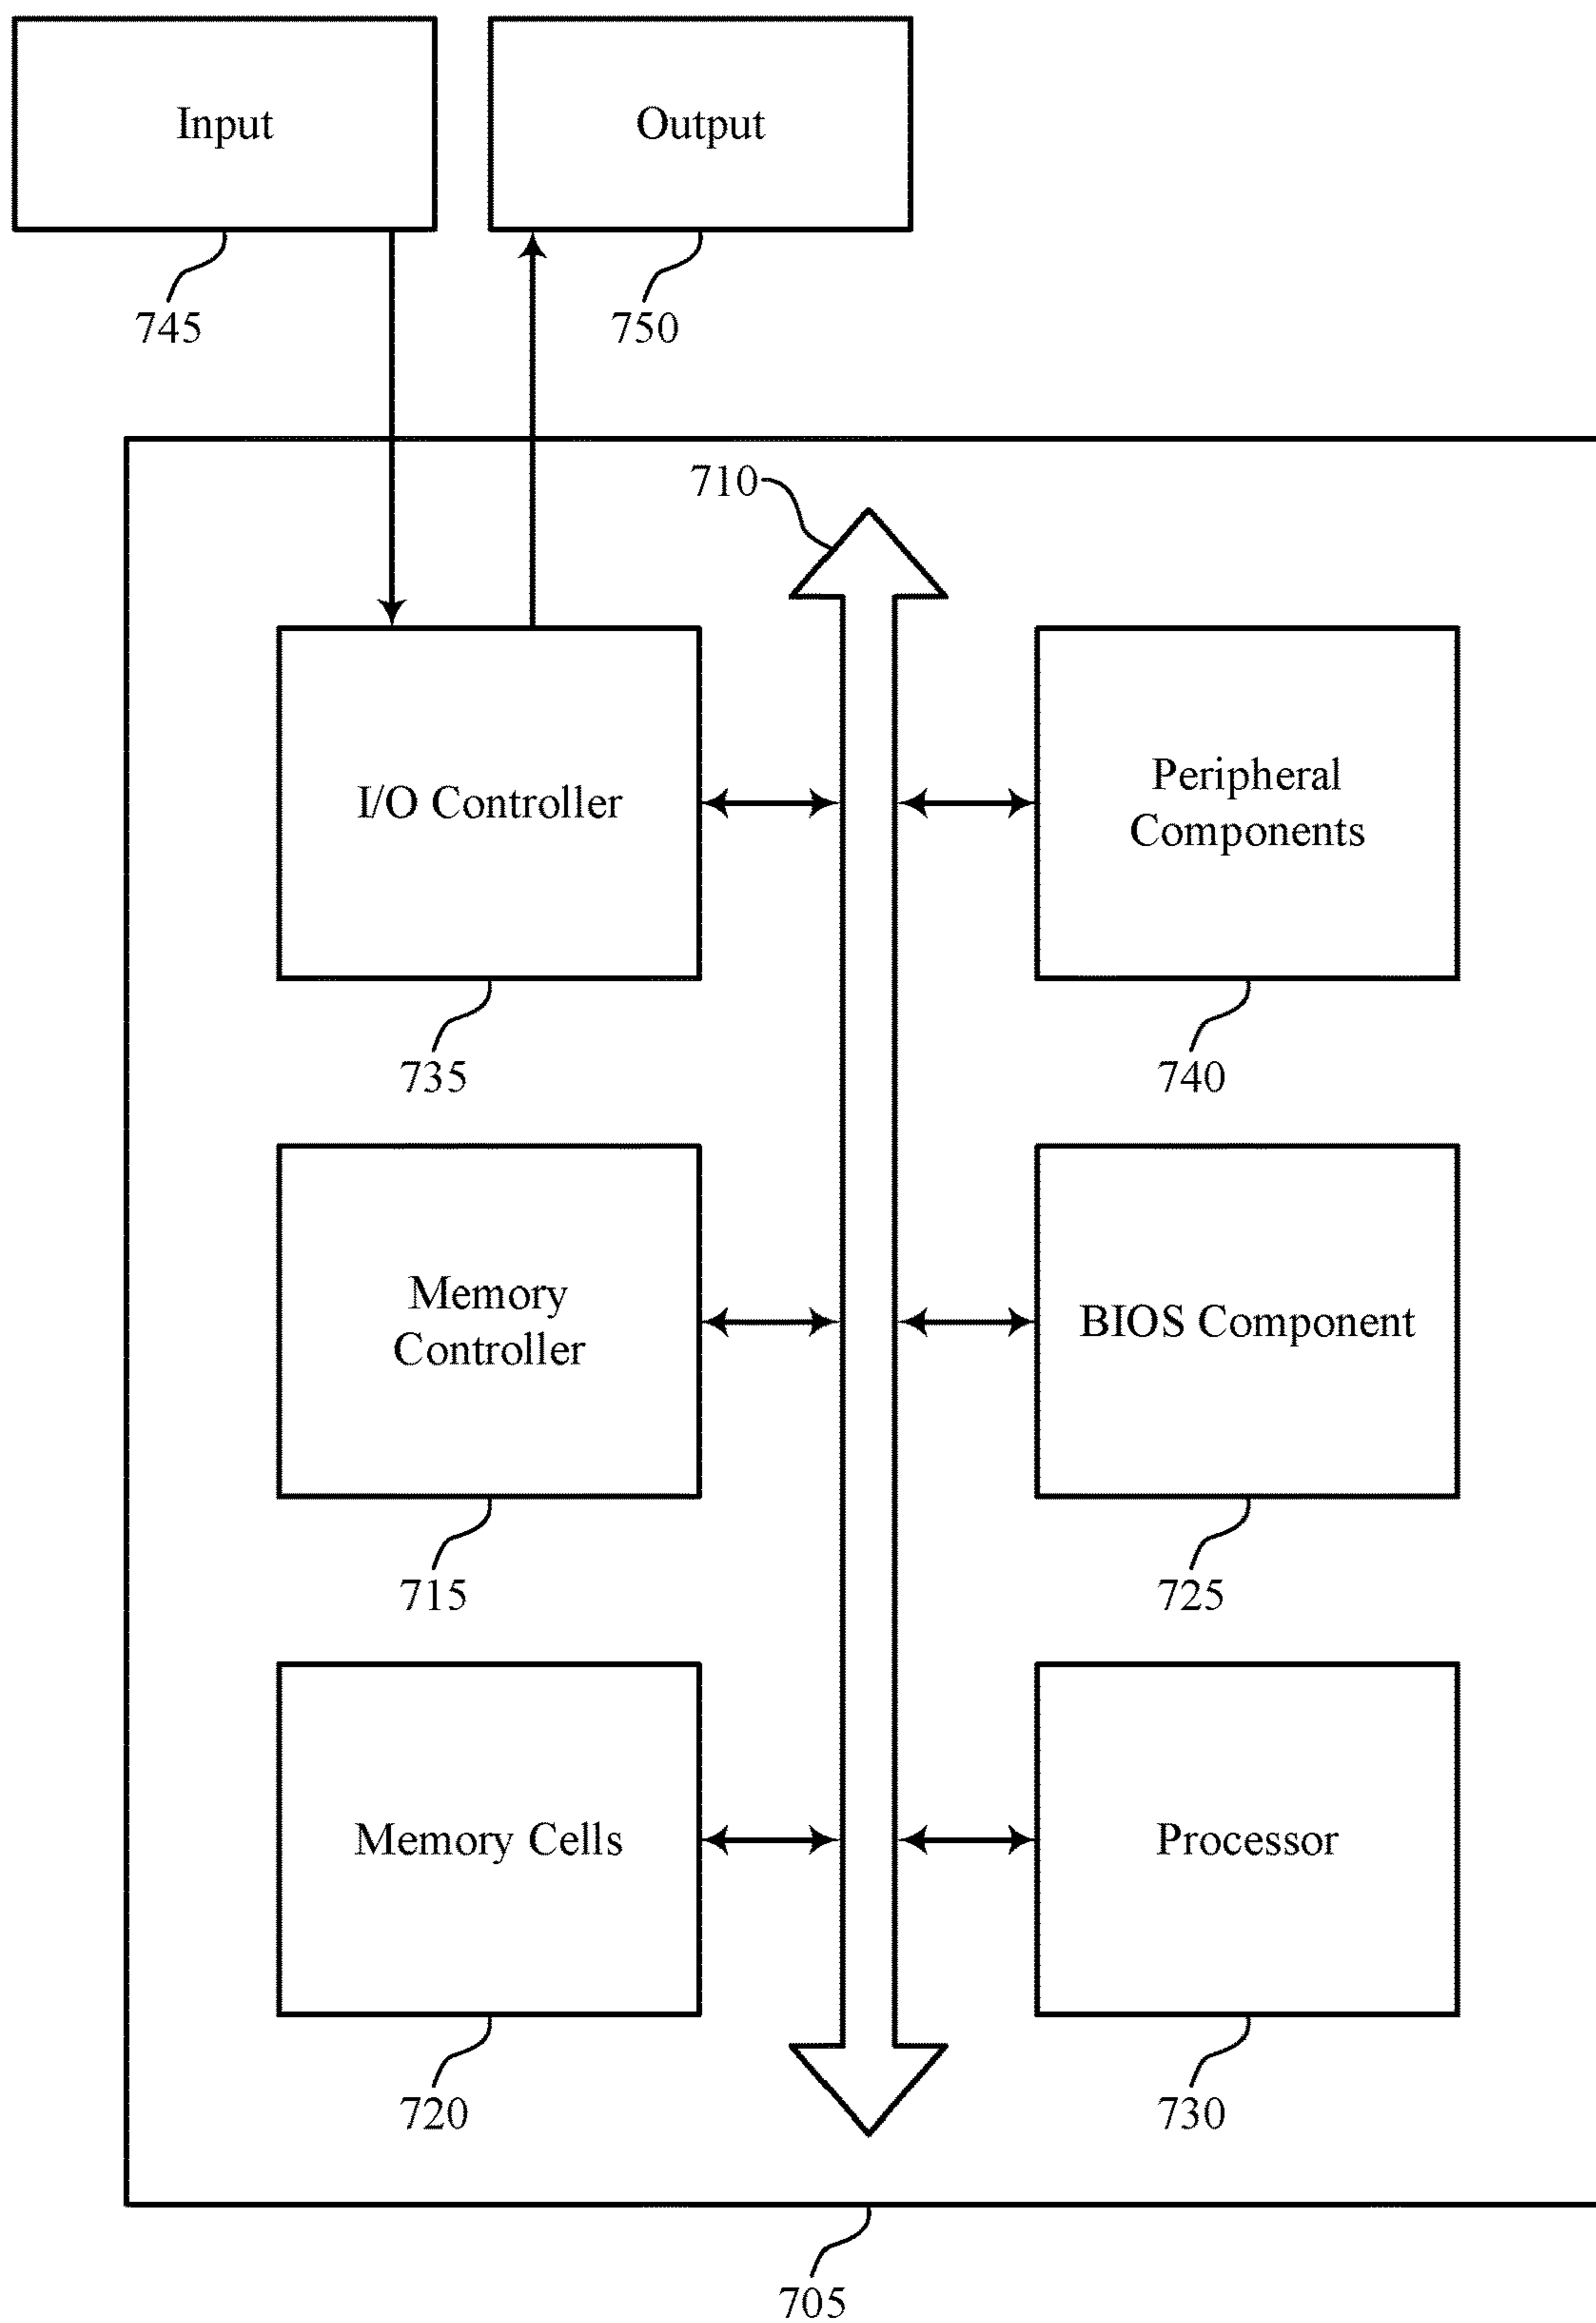 Input
Output
745
750
710
I/O Controller
Peripheral
Components
735
740
Memory
Controller
BIOS Component
715
725
Memory Cells
Processor
720
730
705